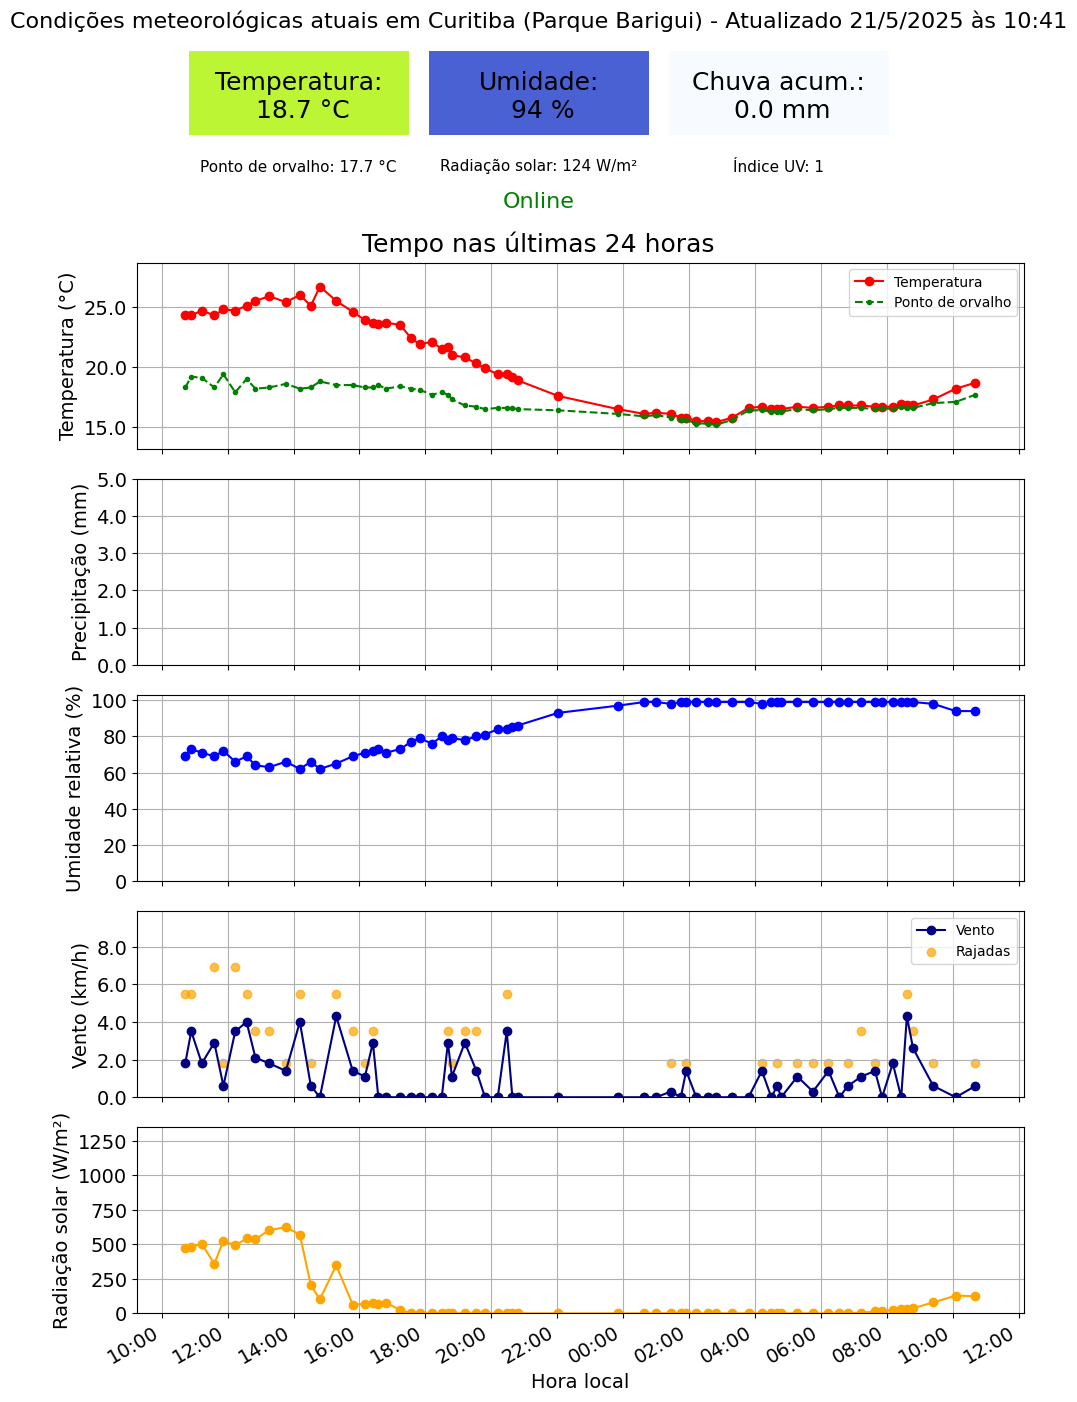 Condições meteorológicas atuais em Curitiba (Parque Barigui) - Atualizado 21/5/2025 às 10:41
Temperatura:
18.7 °C
Umidade:
94 %
Chuva acum.:
0.0 mm
Ponto de orvalho: 17.7 °C
Radiação solar: 124 W/m²
Índice UV: 1
Online
Tempo nas últimas 24 horas
Temperatura (°C)
25.0
20.0
15.0
Temperatura
Ponto de orvalho
Precipitação (mm)
5.0
4.0
3.0
2.0
1.0
0.0
Umidade relativa (%)
100
80
60
40
20
0
Vento (km/h)
8.0
6.0
4.0
2.0
0.0
Vento
Rajadas
Radiação solar (W/m²)
1250
1000
750
500
250
0
10:00
12:00
14:00
16:00
18:00
20:00
22:00
00:00
02:00
04:00
06:00
08:00
10:00
12:00
Hora local